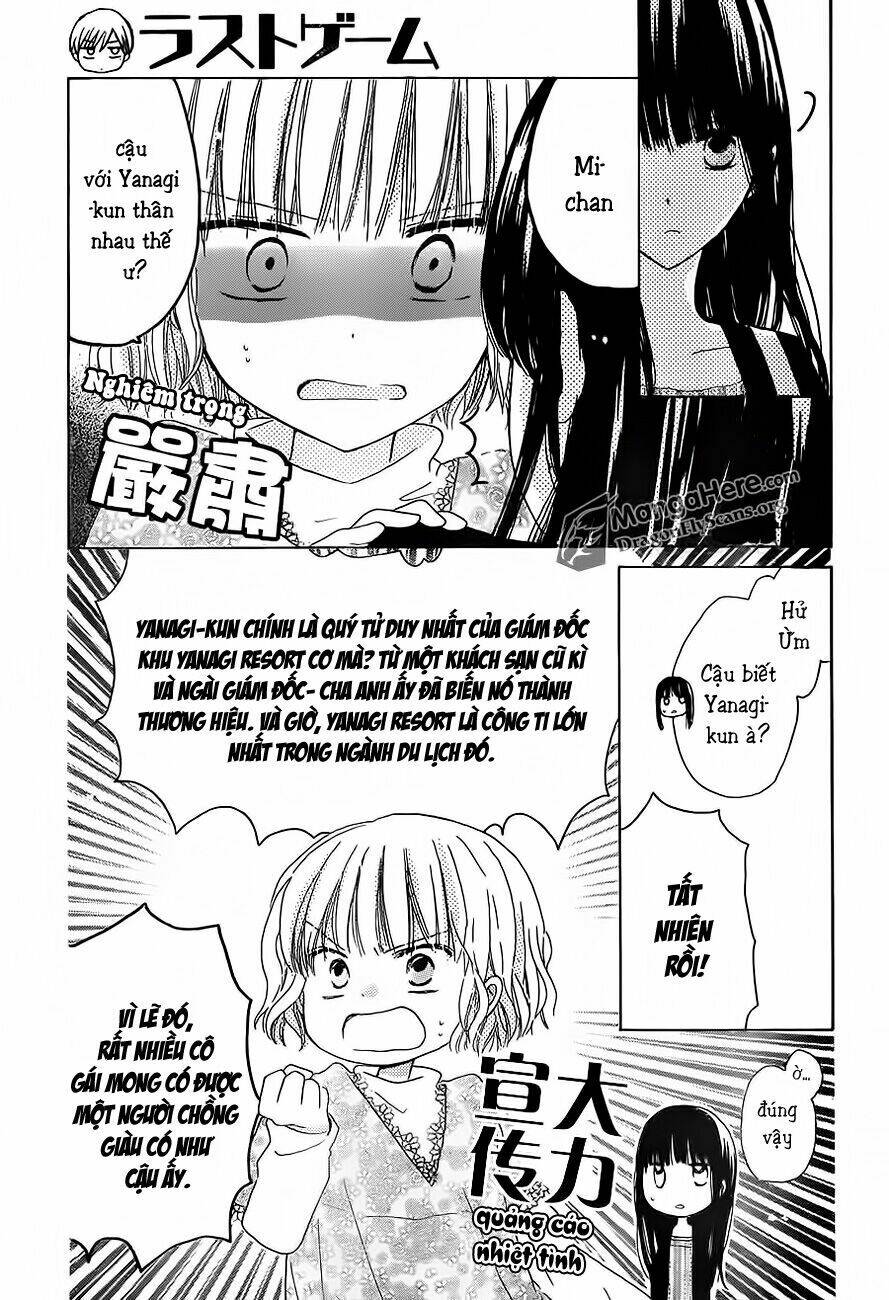 ラストゲーム
Mi-
chan
cậu
với Yanagi
-kun thân
nhau thế
ư?
Nghiêm trọng
嚴肅
MangaHere.com
DragonFlyScans.org
Hử
Ừm
Cậu biết
Yanagi-
kun à?
TẤT
NHIÊN
RỒI!
YANAGI-KUN CHÍNH LÀ QUÝ TỬ DUY NHẤT CỦA GIÁM ĐỐC
KHU YANAGI RESORT CƠ MÀ? TỪ MỘT KHÁCH SẠN CŨ KÌ
VÀ NGÀI GIÁM ĐỐC- CHA ANH ẤY ĐÃ BIẾN NÓ THÀNH
THƯƠNG HIỆU. VÀ GIỜ, YANAGI RESORT LÀ CÔNG TI LỚN
NHẤT TRONG NGÀNH DU LỊCH ĐÓ.
VÌ LẼ ĐÓ,
RẤT NHIỀU CÔ
GÁI MONG CÓ ĐƯỢC
MỘT NGƯỜI CHỒNG
GIÀU CÓ NHƯ
CẬU ẤY.
大力
宣传
quảng cáo
nhiệt tình
ờ...
đúng
vậy